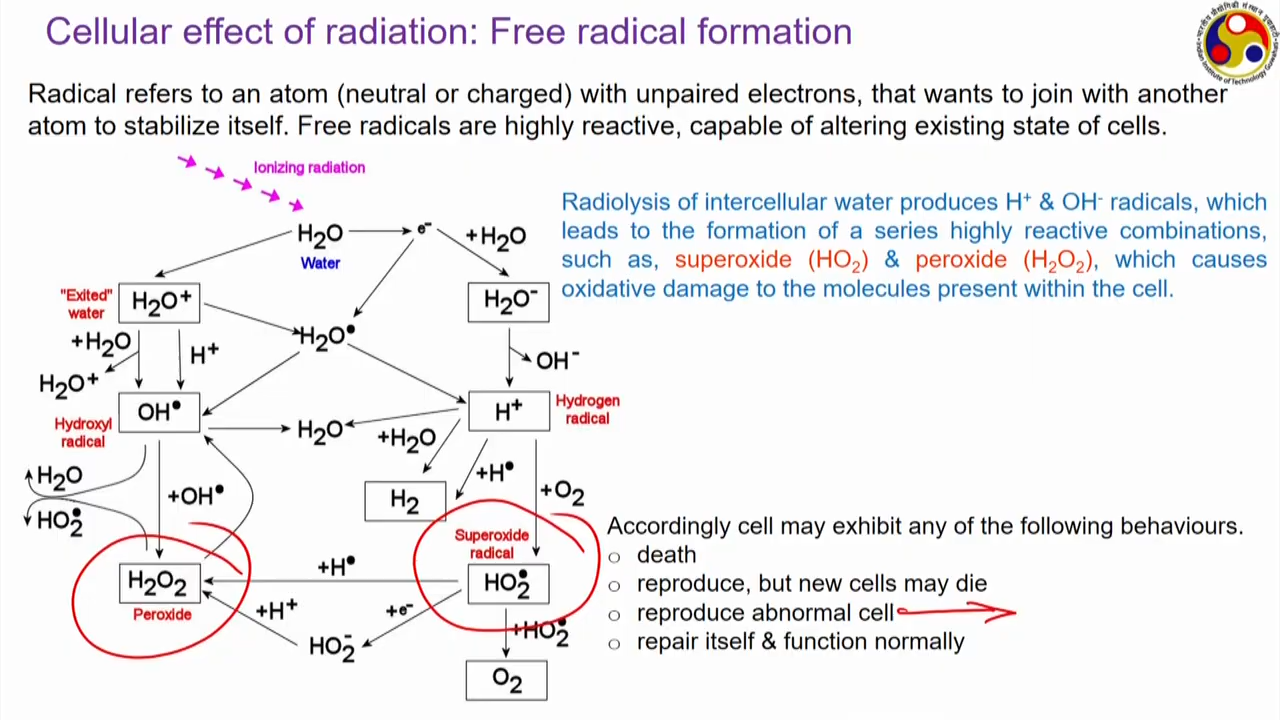 Cellular effect of radiation: Free radical formation
Radical refers to an atom (neutral or charged) with unpaired electrons, that wants to join with another
atom to stabilize itself. Free radicals are highly reactive, capable of altering existing state of cells.
Ionizing radiation
H₂O
e⁻
+H₂O
Water
Radiolysis of intercellular water produces H⁺ & OH⁻ radicals, which
leads to the formation of a series highly reactive combinations,
such as, superoxide (HO₂) & peroxide (H₂O₂), which causes
oxidative damage to the molecules present within the cell.
"Exited"
water
H₂O⁺
H₂O⁻
H₂O•
+H₂O
H⁺
OH⁻
H₂O⁺
OH•
Hydroxyl
radical
H⁺
Hydrogen
radical
H₂O
+H₂O
H₂O
HO₂•
+OH•
H₂
+H•
+O₂
Superoxide
radical
HO₂•
H₂O₂
Peroxide
+H•
+H⁺
+e⁻
HO₂⁻
+HO₂•
O₂
Accordingly cell may exhibit any of the following behaviours.
o death
o reproduce, but new cells may die
o reproduce abnormal cell
o repair itself & function normally
Indian Institute of Technology Guwahati